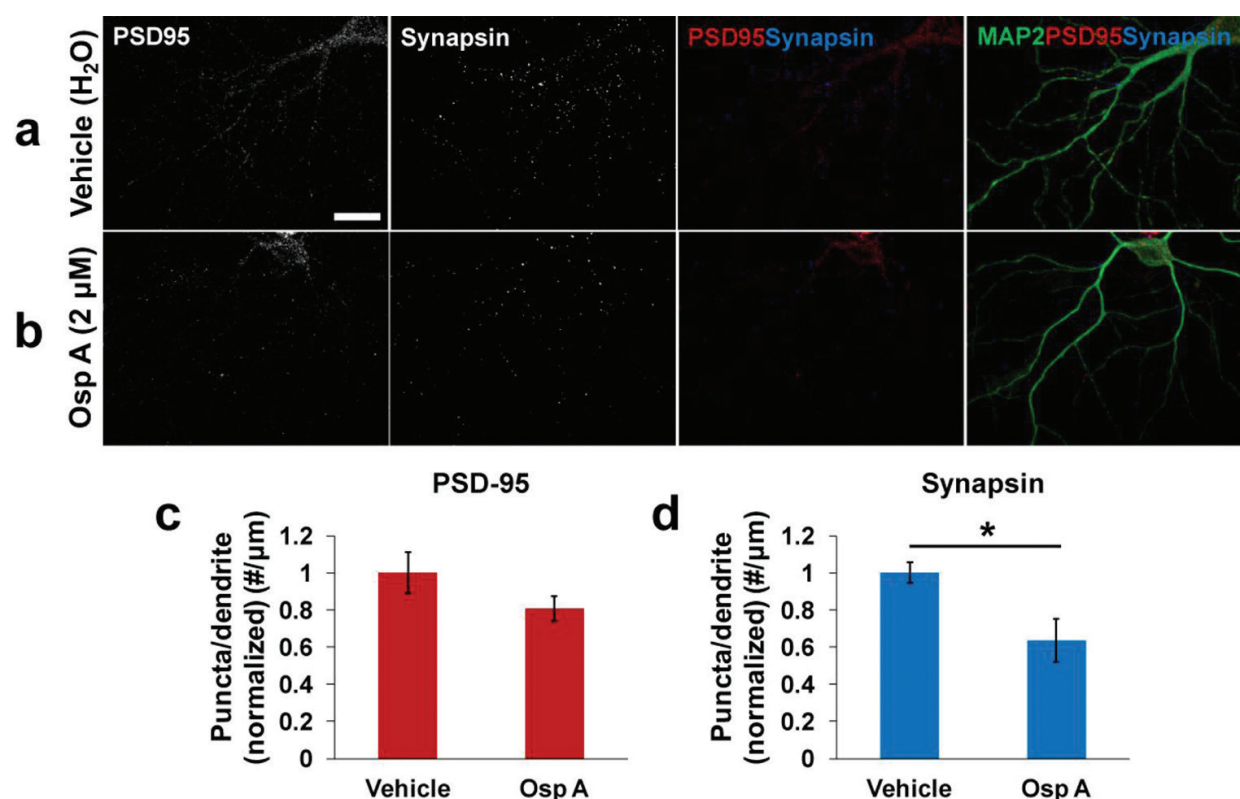 PSD95
Synapsin
PSD95Synapsin
MAP2PSD95Synapsin
a
Vehicle (H₂O)
b
Osp A (2 μM)
c
PSD-95
Puncta/dendrite
(normalized) (#/μm)
1.2
1
0.8
0.6
0.4
0.2
0
Vehicle
Osp A
d
Synapsin
*
Puncta/dendrite
(normalized) (#/μm)
1.2
1
0.8
0.6
0.4
0.2
0
Vehicle
Osp A